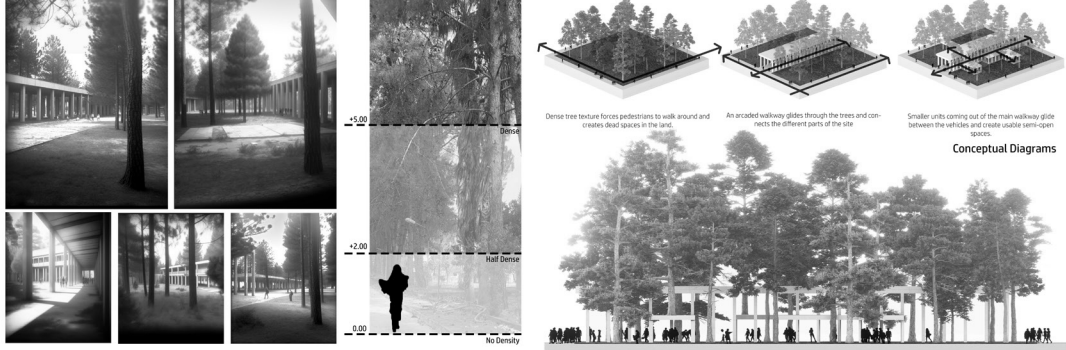 +5.00
Dense
+2.00
Half Dense
0.00
No Density
Dense tree texture forces pedestrians to walk around and
creates dead spaces in the land.
An arcaded walkway glides through the trees and con-
nects the different parts of the site
Smaller units coming out of the main walkway glide
between the vehicles and create usable semi-open
spaces.
Conceptual Diagrams